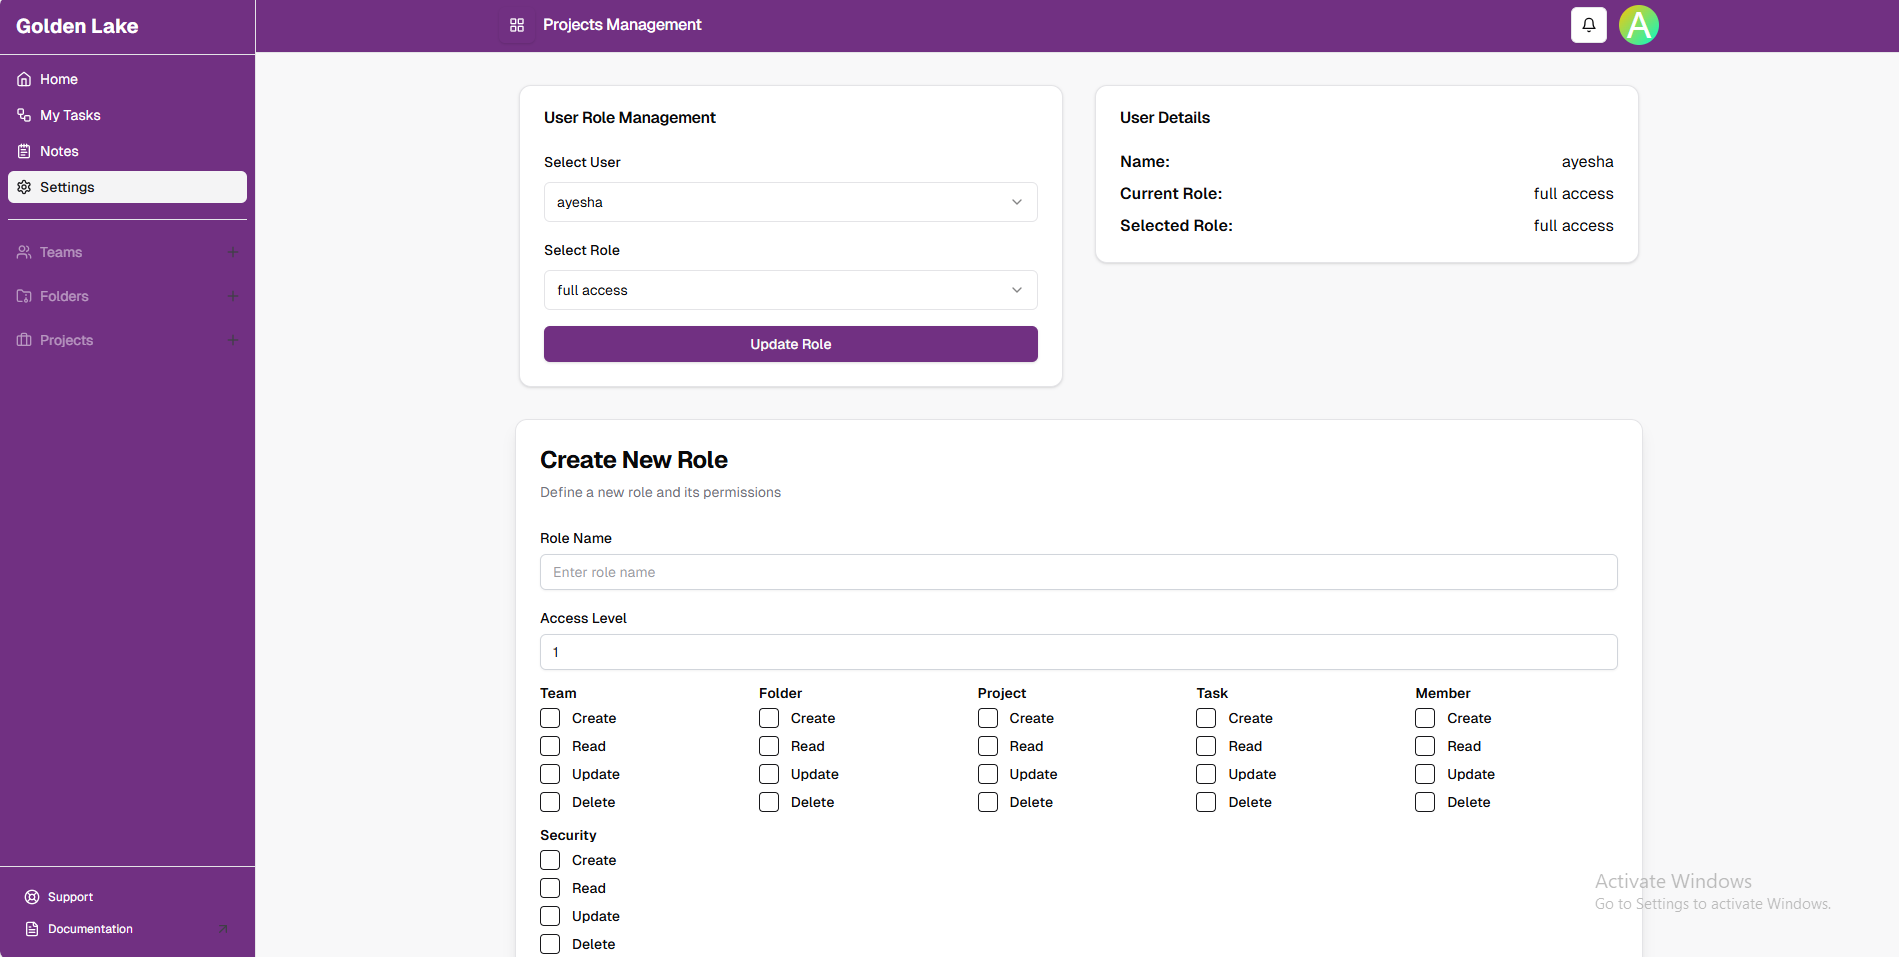 Golden Lake
Home
My Tasks
Notes
Settings
Teams
Folders
Projects
Support
Documentation
Projects Management
A
User Role Management
Select User
ayesha
Select Role
full access
Update Role
User Details
Name: ayesha
Current Role: full access
Selected Role: full access
Create New Role
Define a new role and its permissions
Role Name
Enter role name
Access Level
1
Team Folder Project Task Member
Create Create Create Create Create
Read Read Read Read Read
Update Update Update Update Update
Delete Delete Delete Delete Delete
Security
Create
Read
Update
Delete
Activate Windows
Go to Settings to activate Windows.